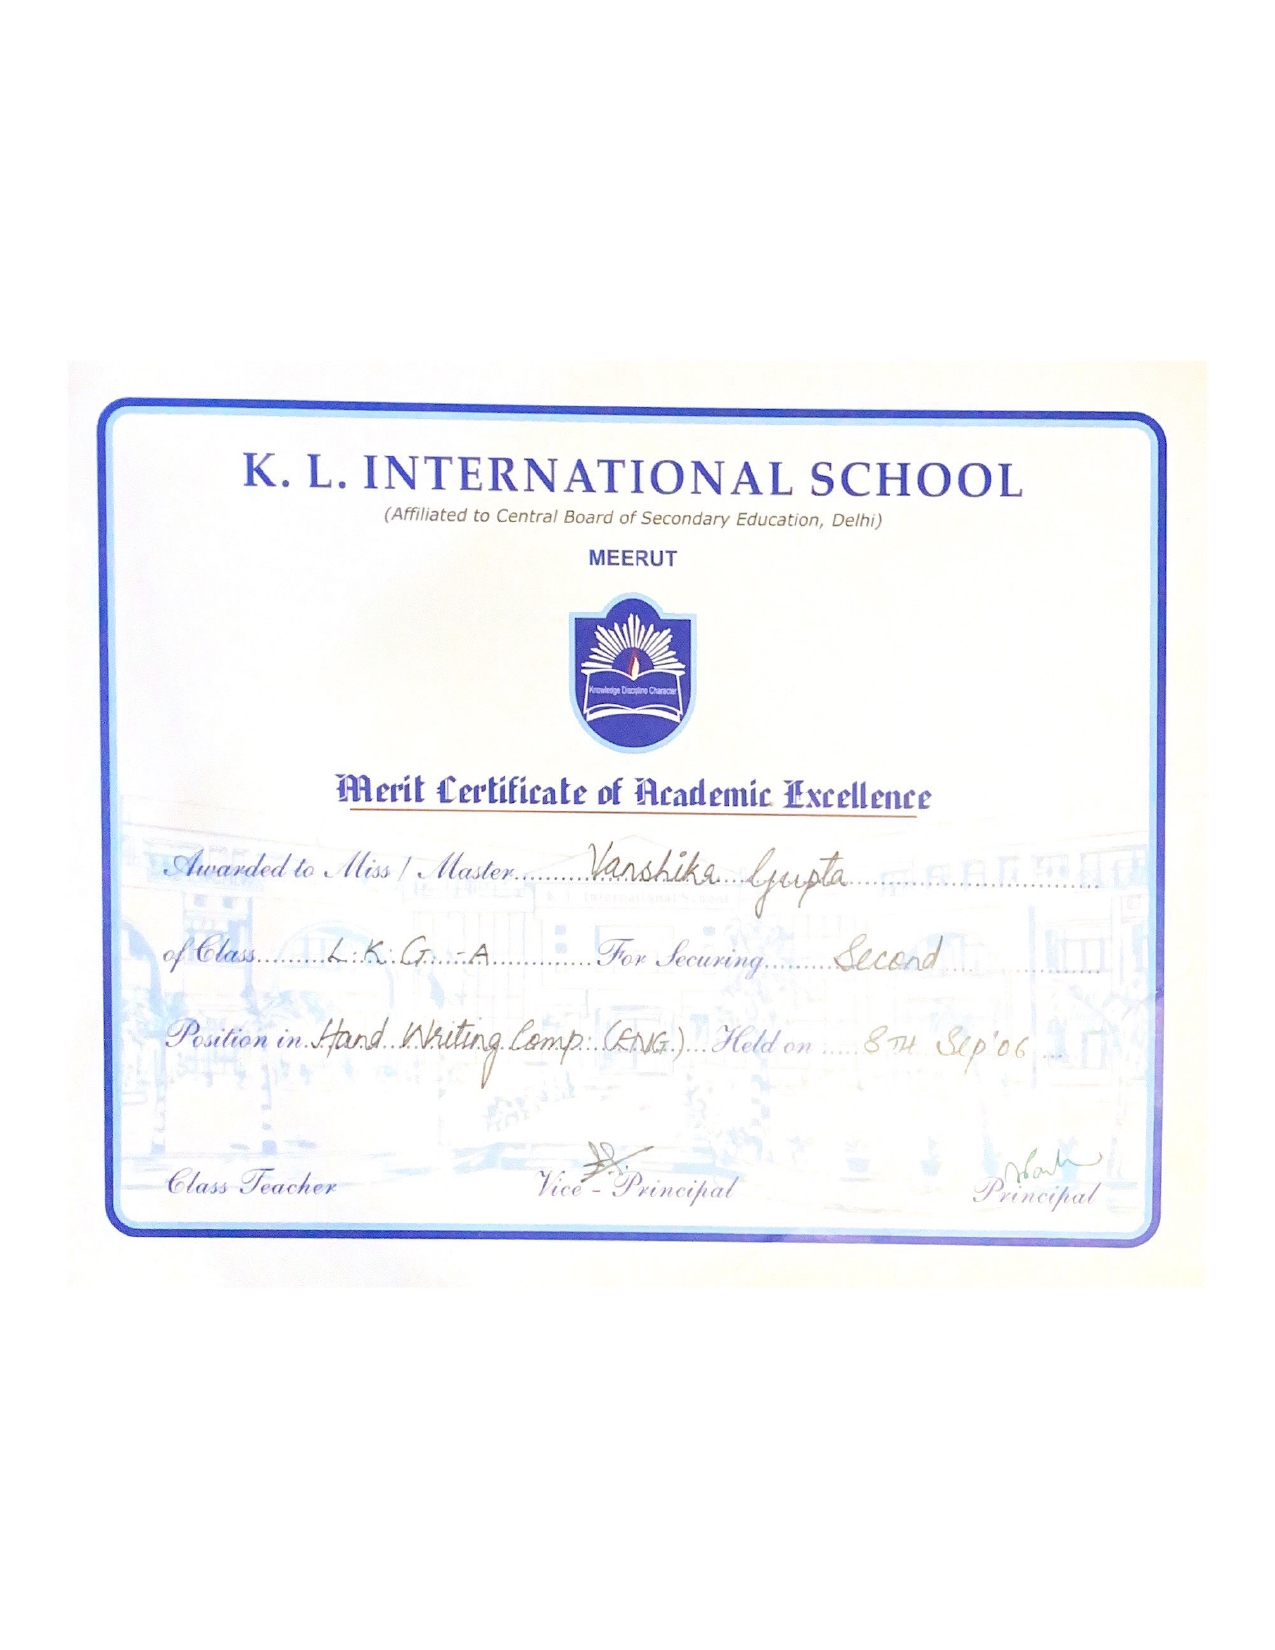 K. L. INTERNATIONAL SCHOOL
(Affiliated to Central Board of Secondary Education, Delhi)
MEERUT
Knowledge Discipline Character
Merit Certificate of Academic Excellence
Awarded to Miss / Master Vanshika Gupta
of Class L.K.G.-A For Securing Second
Position in Hand Writing Comp. (ENG.) Held on 8TH Sep'06
Class Teacher Vice - Principal Principal